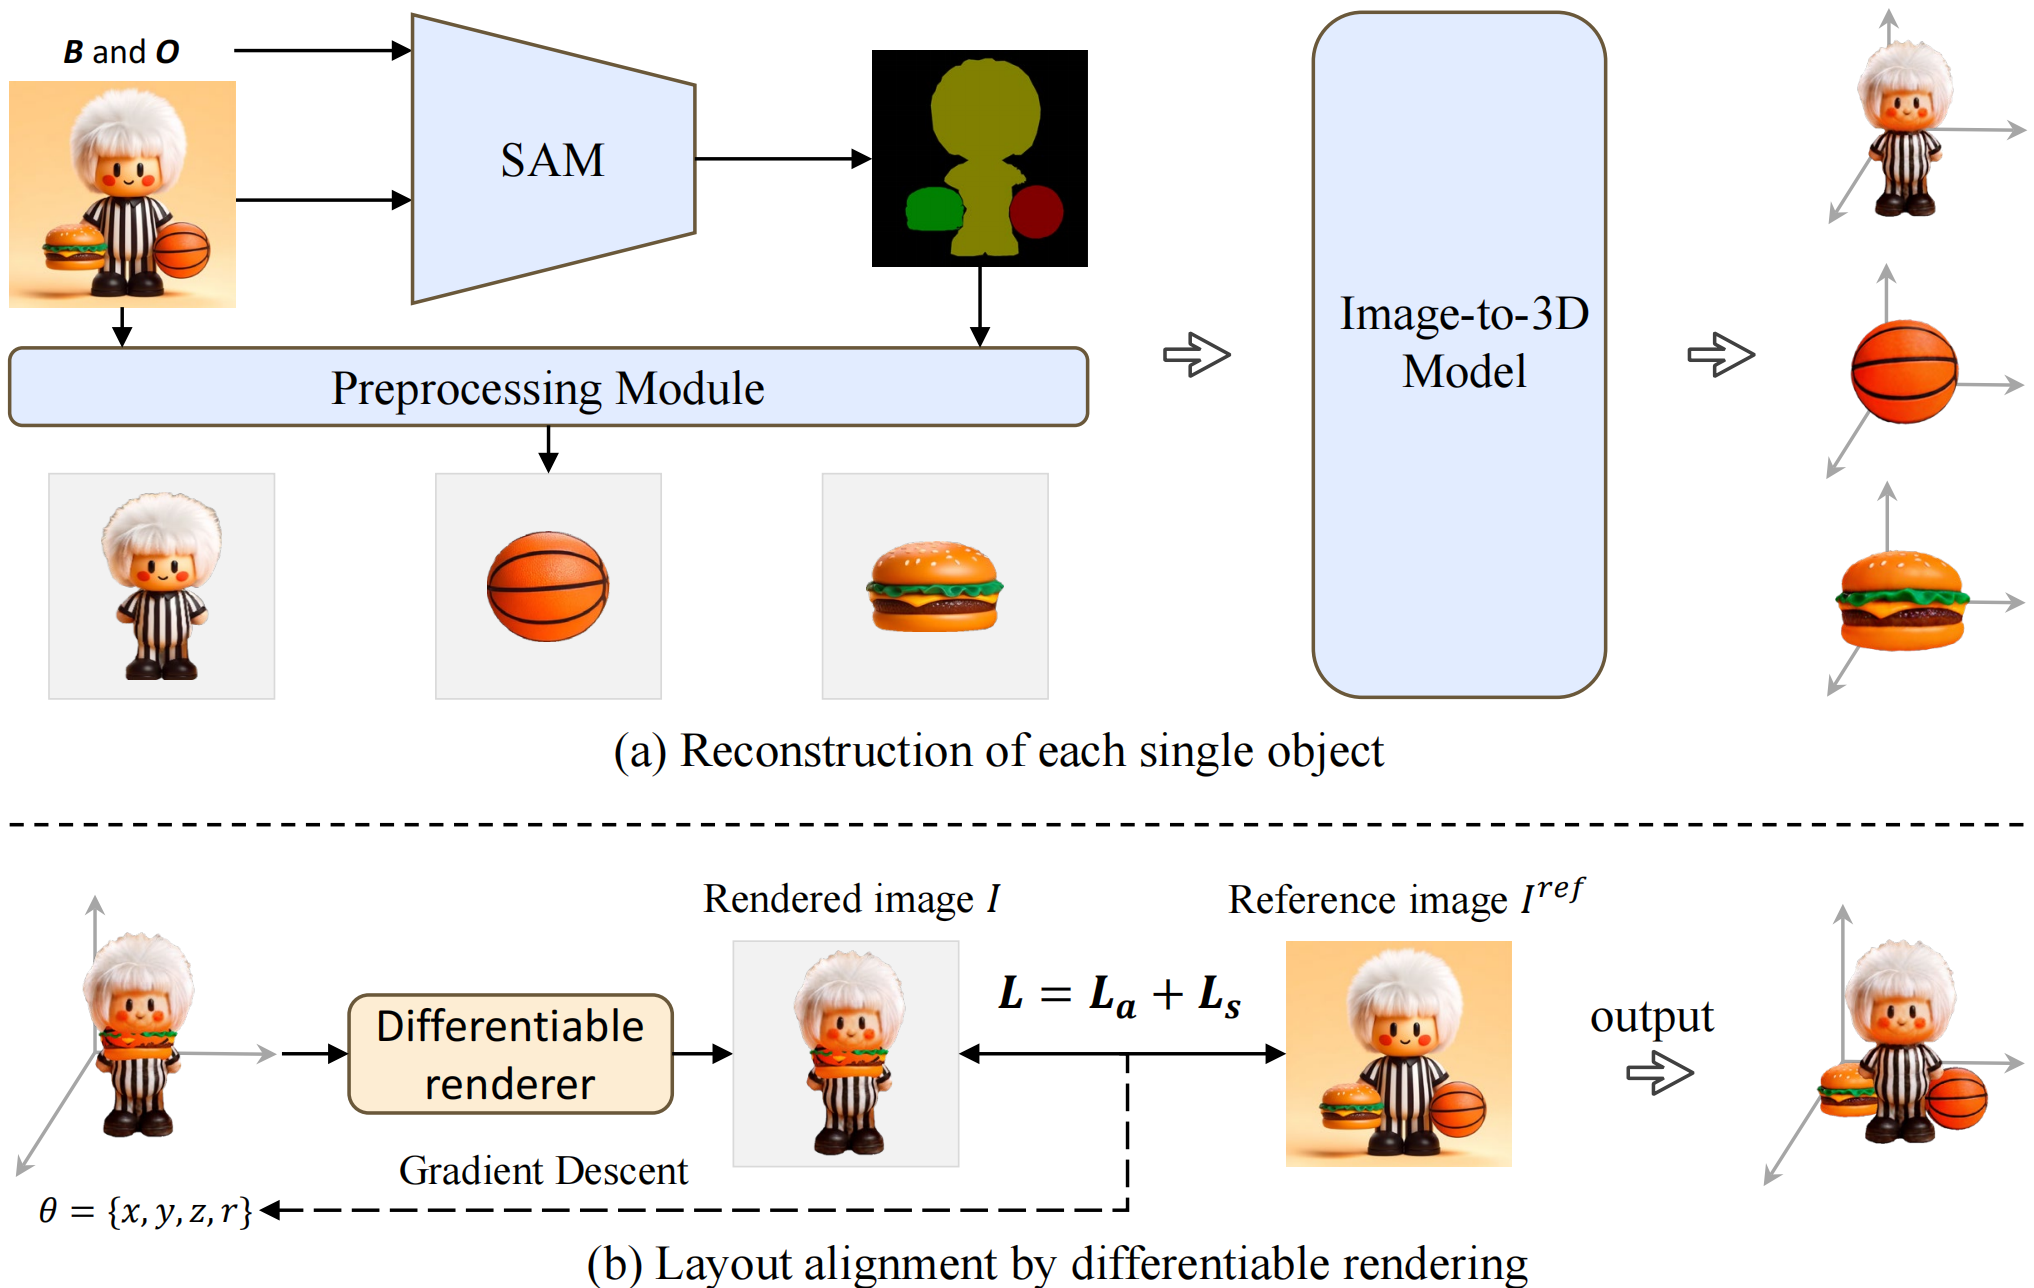 B and O
SAM
Preprocessing Module
Image-to-3D
Model
(a) Reconstruction of each single object
Rendered image I
Reference image I^{ref}
L = L_a + L_s
output
Differentiable
renderer
Gradient Descent
θ = {x, y, z, r}
(b) Layout alignment by differentiable rendering